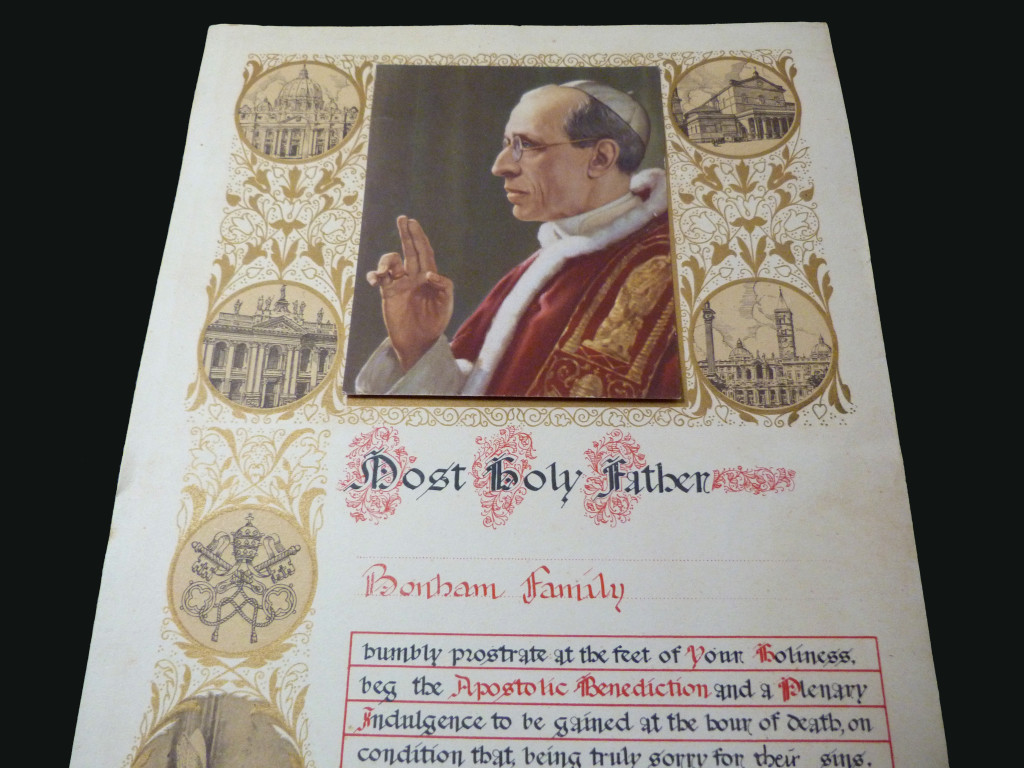 Most Holy Father
Bonham Family
humbly prostrate at the feet of Your Holiness,
beg the Apostolic Benediction and a Plenary
Indulgence to be gained at the hour of death, on
condition that, being truly sorry for their sins,